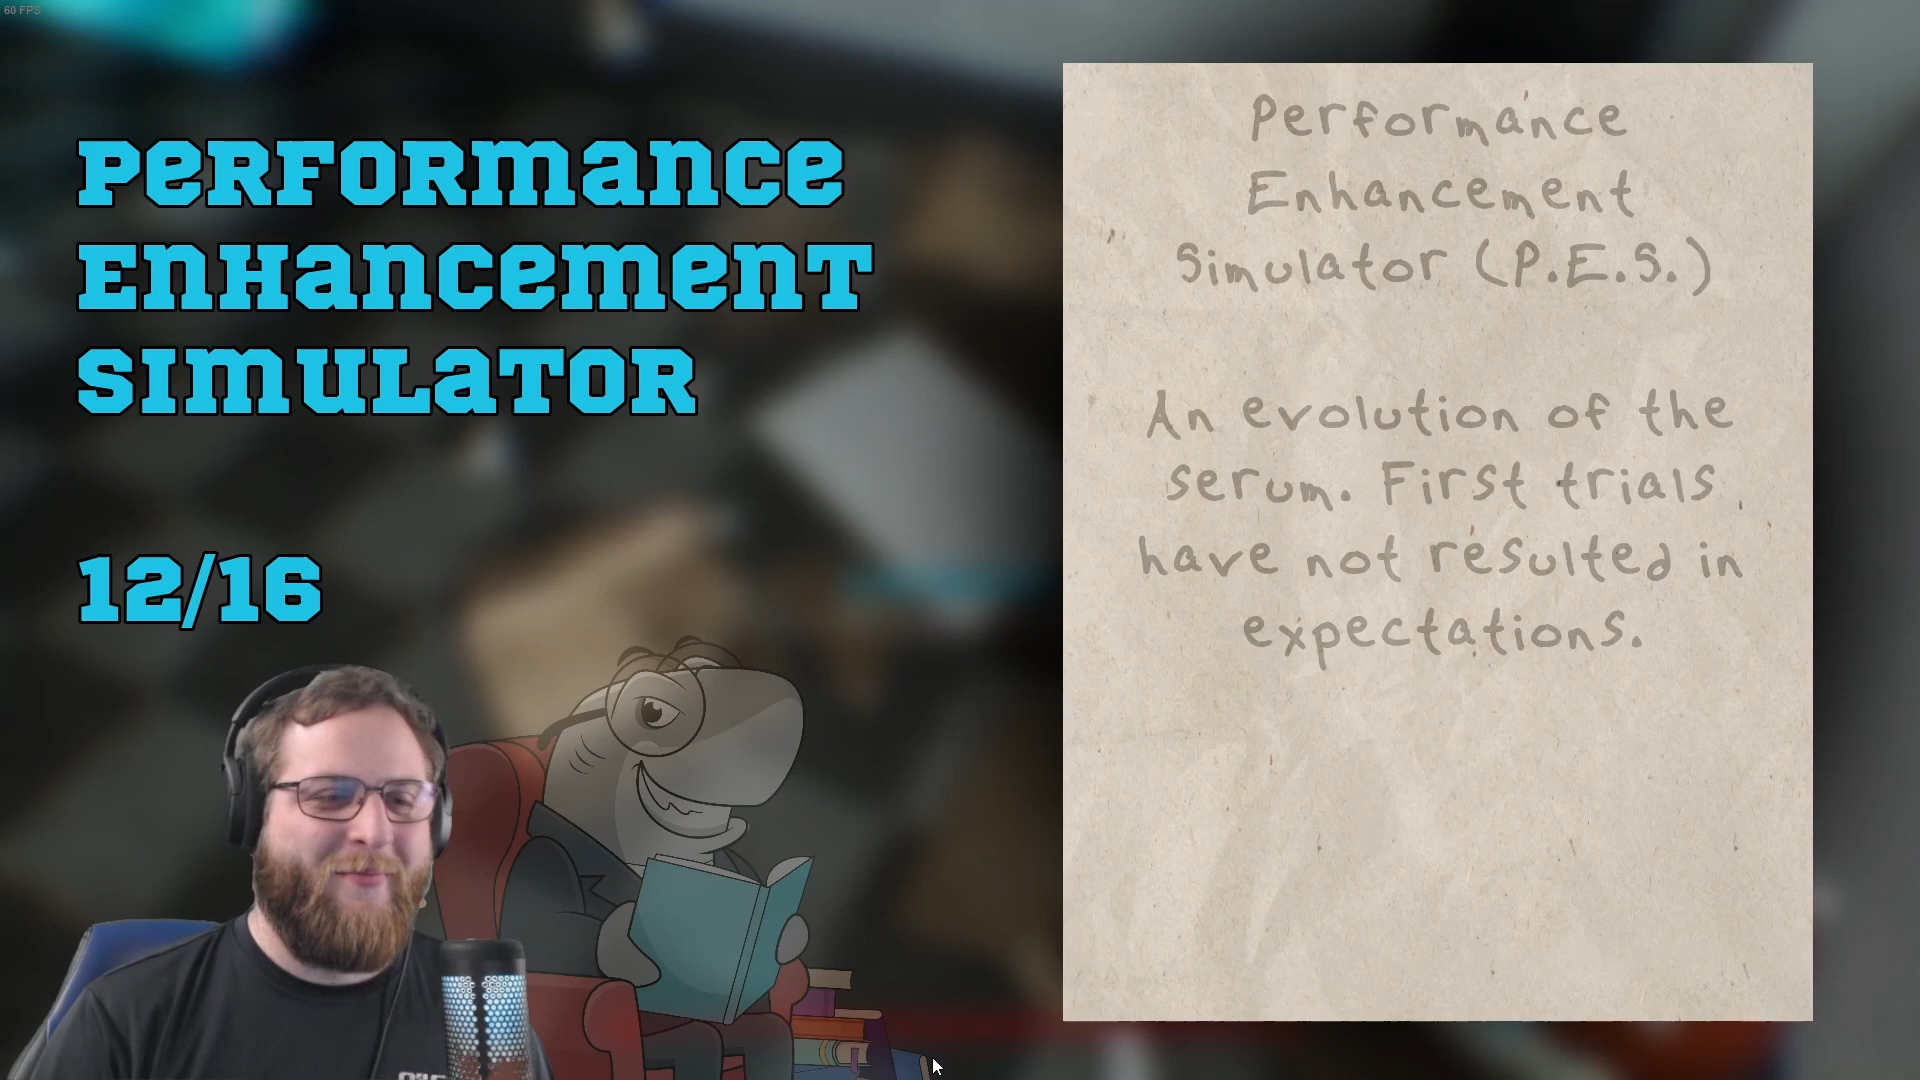 60 FPS
Performance
Enhancement
Simulator
12/16
Performance
Enhancement
Simulator (P.E.S.)
An evolution of the
serum. First trials
have not resulted in
expectations.